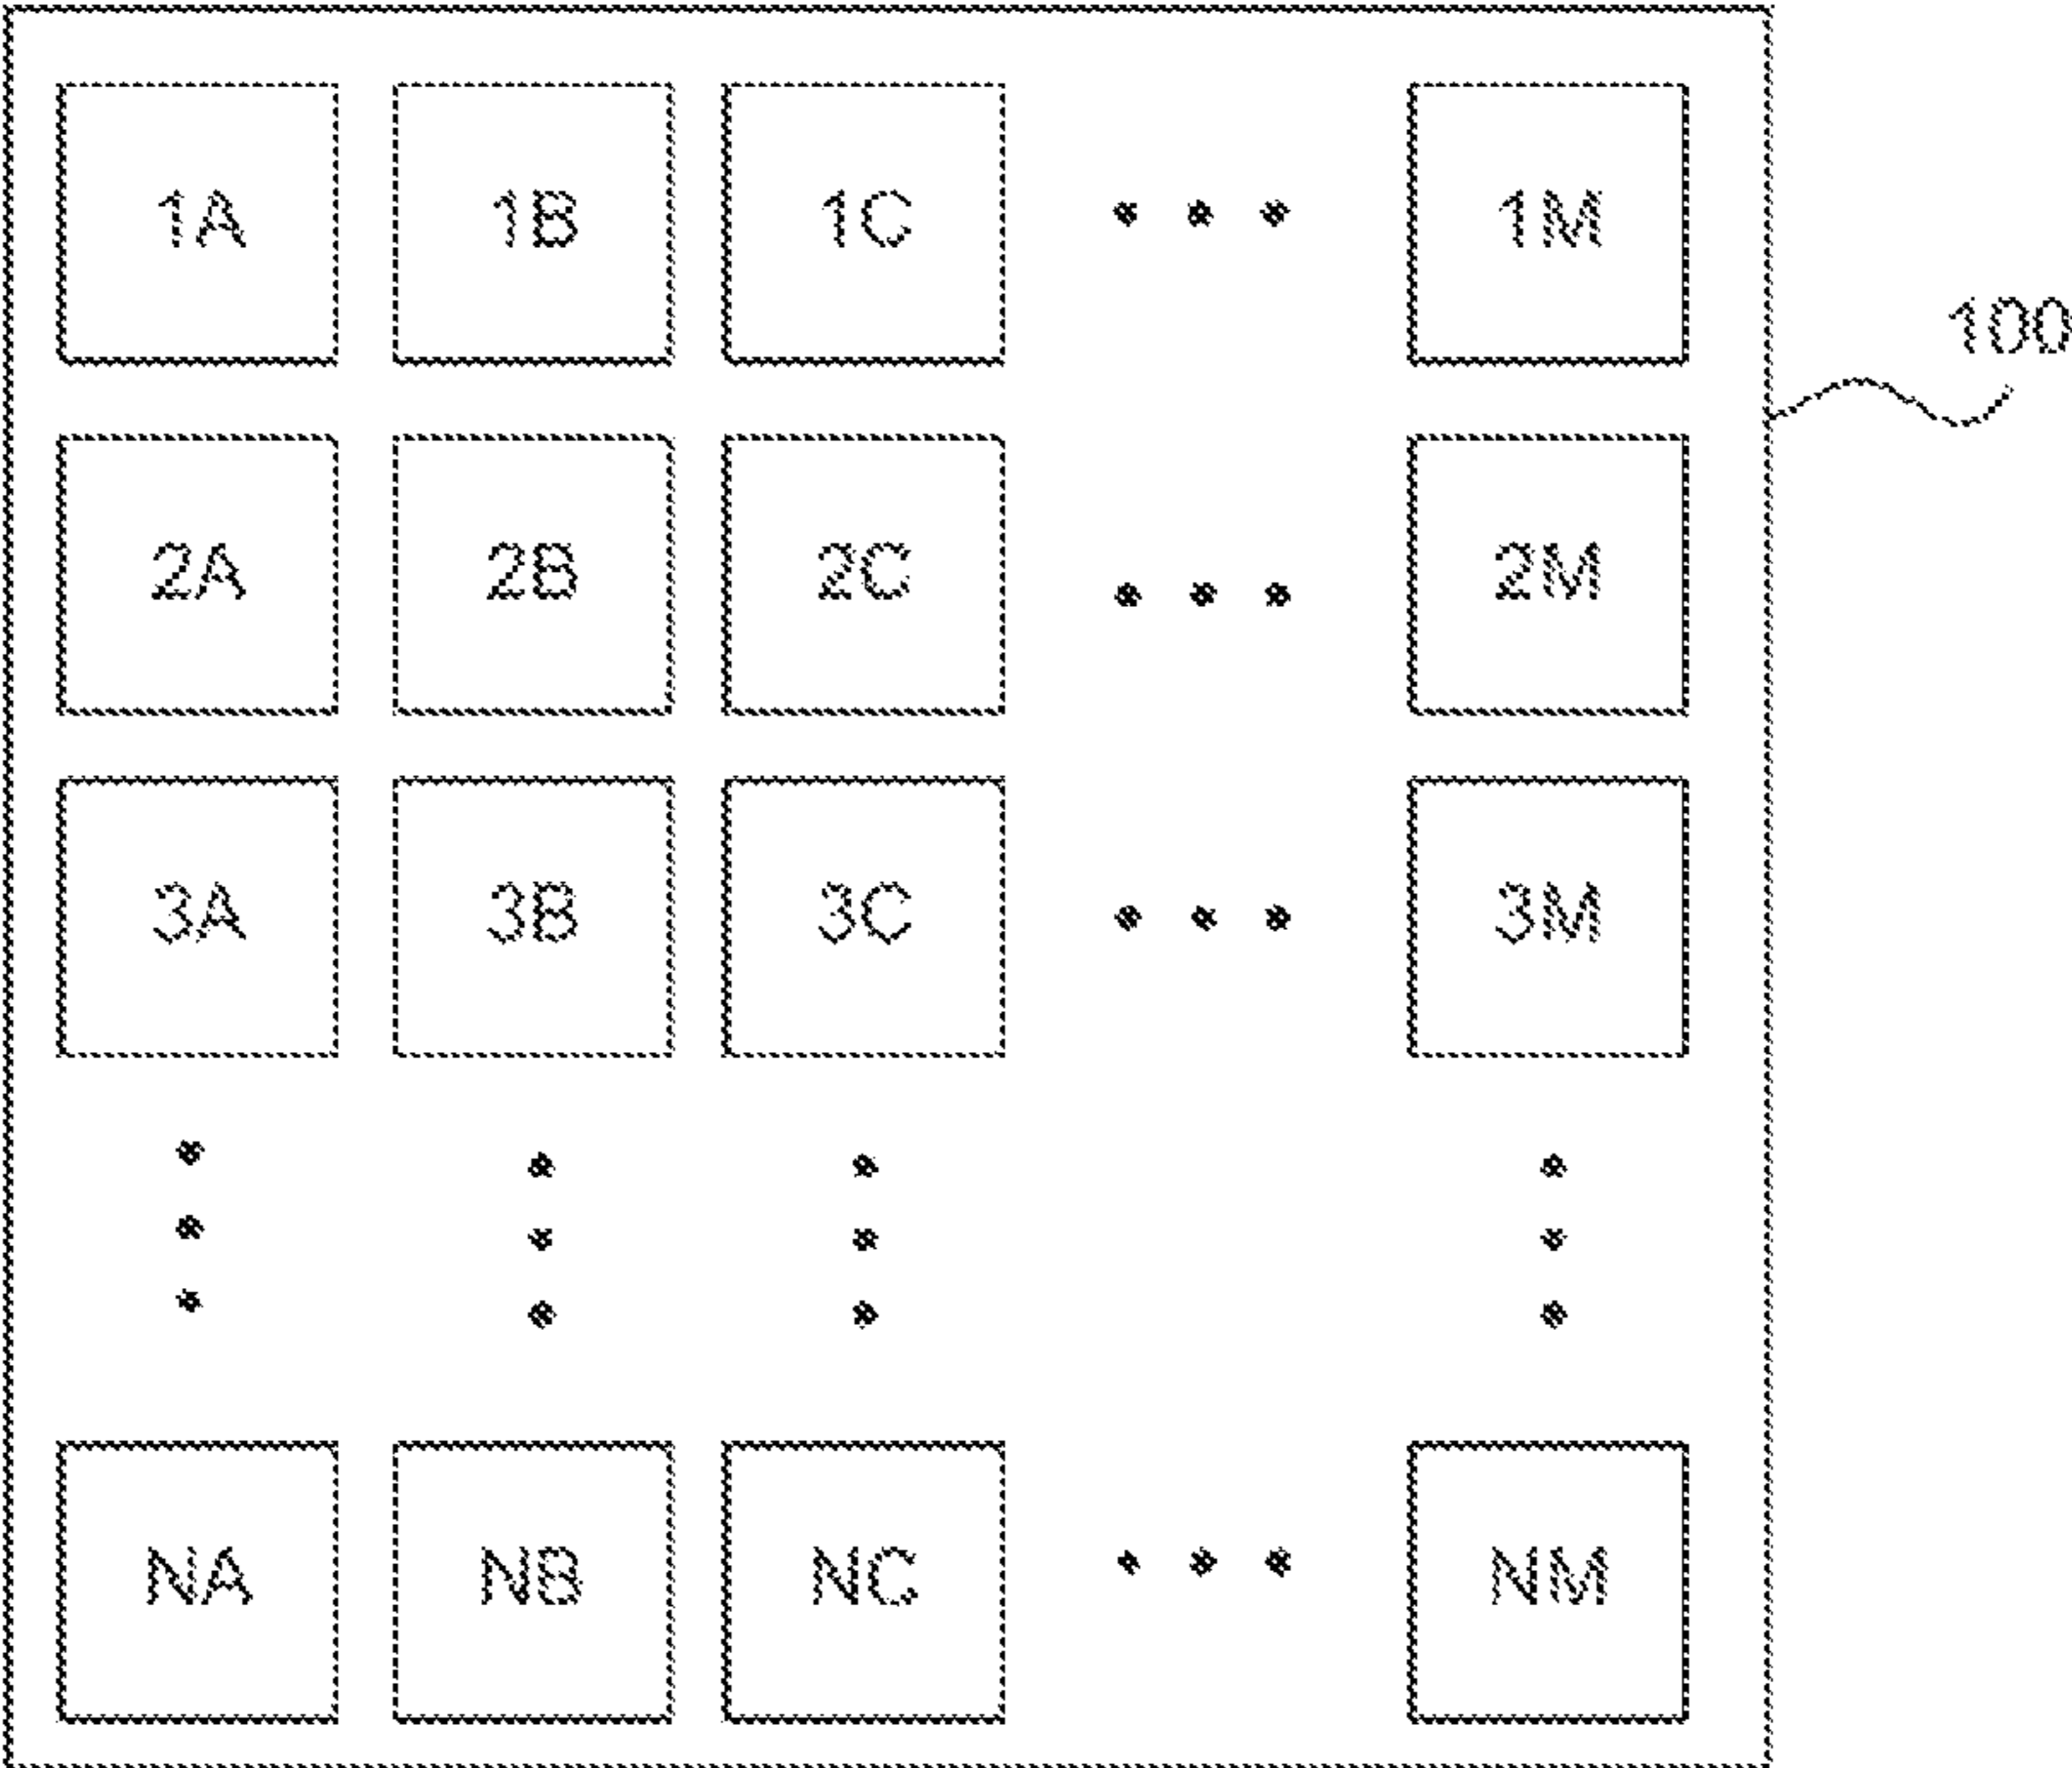 1A 1B 1C • • • 1M
100
2A 2B 2C • • • 2M
3A 3B 3C • • • 3M
NA NB NC • • • NM